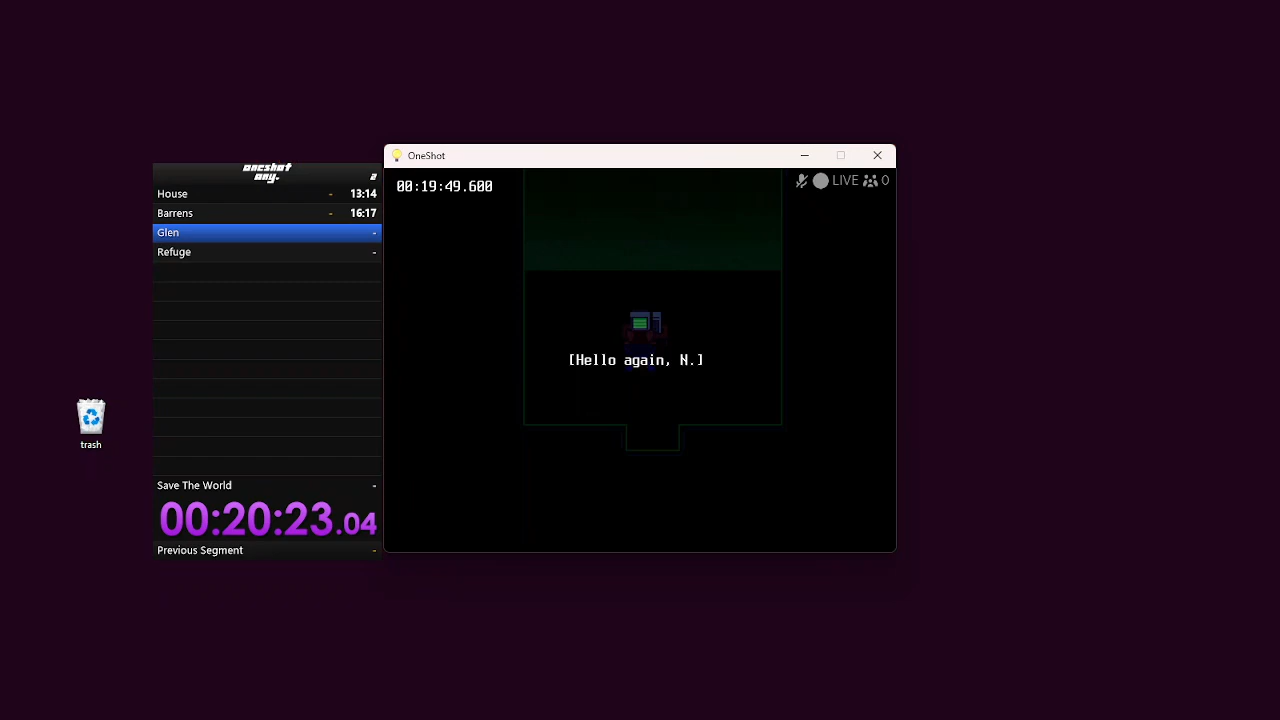 OneShot
oneshot
any.
2
House - 13:14
Barrens - 16:17
Glen -
Refuge -
Save The World -
00:20:23.04
Previous Segment -
00:19:49.600
LIVE 0
[Hello again, N.]
trash